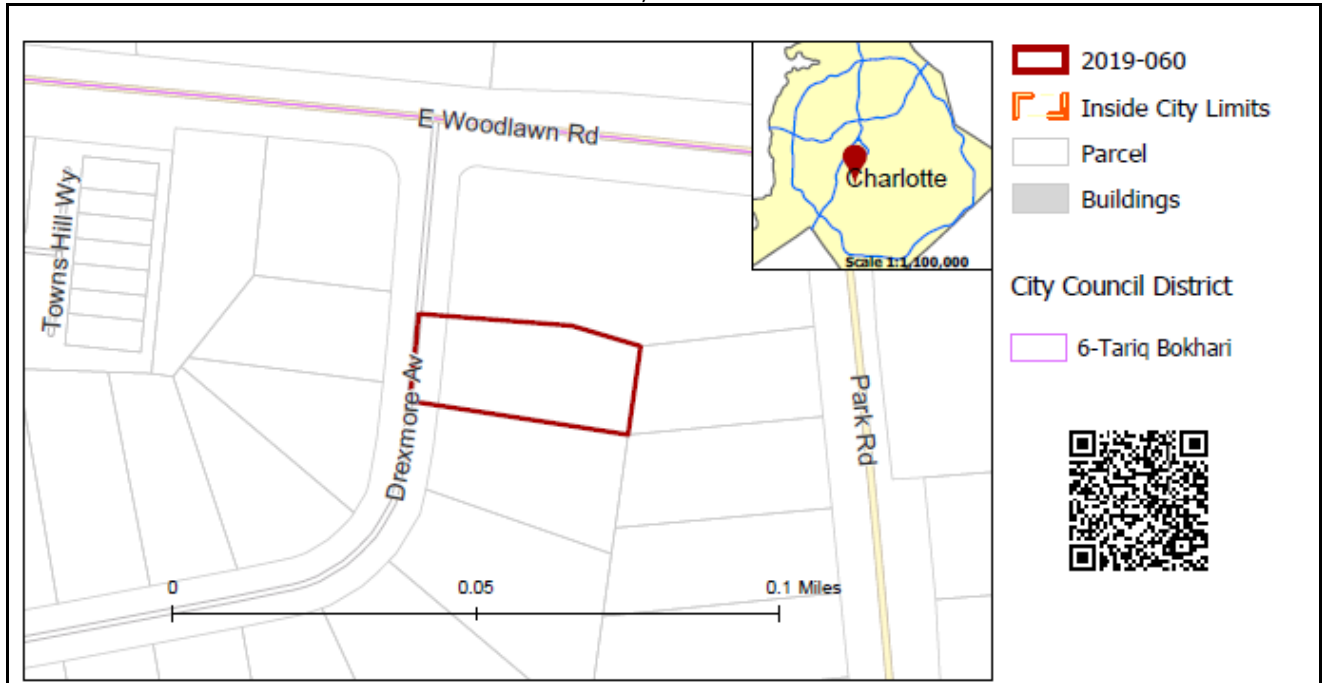 E Woodlawn Rd
Towns Hill Wy
Drexmore Av
Park Rd
0 0.05 0.1 Miles
Charlotte
Scale 1:1,100,000
2019-060
Inside City Limits
Parcel
Buildings
City Council District
6-Tariq Bokhari